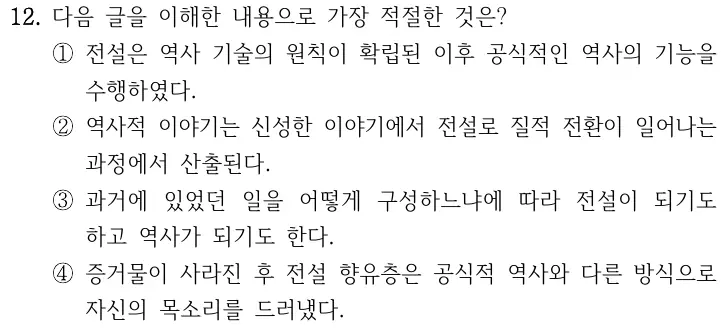 12. 다음 글을 이해한 내용으로 가장 적절한 것은?
① 전설은 역사 기술의 원칙이 확립된 이후 공식적인 역사의 기능을
수행하였다.
② 역사적 이야기는 신성한 이야기에서 전설로 질적 전환이 일어나는
과정에서 산출된다.
③ 과거에 있었던 일을 어떻게 구성하느냐에 따라 전설이 되기도
하고 역사가 되기도 한다.
④ 증거물이 사라진 후 전설 향유층은 공식적 역사와 다른 방식으로
자신의 목소리를 드러냈다.